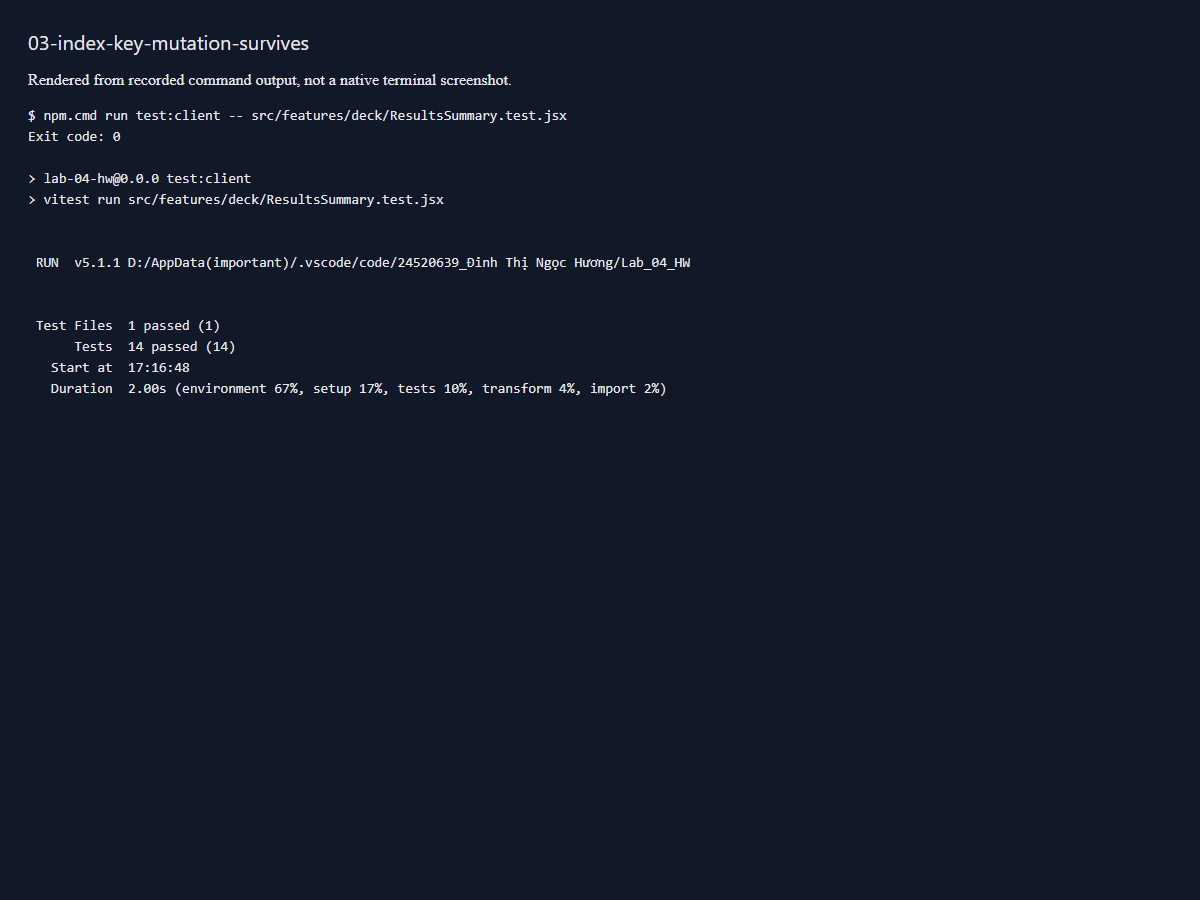 03-index-key-mutation-survives
Rendered from recorded command output, not a native terminal screenshot.
$ npm.cmd run test:client -- src/features/deck/ResultsSummary.test.jsx
Exit code: 0
> lab-04-hw@0.0.0 test:client
> vitest run src/features/deck/ResultsSummary.test.jsx
RUN  v5.1.1 D:/AppData(important)/.vscode/code/24520639_Đinh Thị Ngọc Hương/Lab_04_HW
Test Files  1 passed (1)
Tests  14 passed (14)
Start at  17:16:48
Duration  2.00s (environment 67%, setup 17%, tests 10%, transform 4%, import 2%)